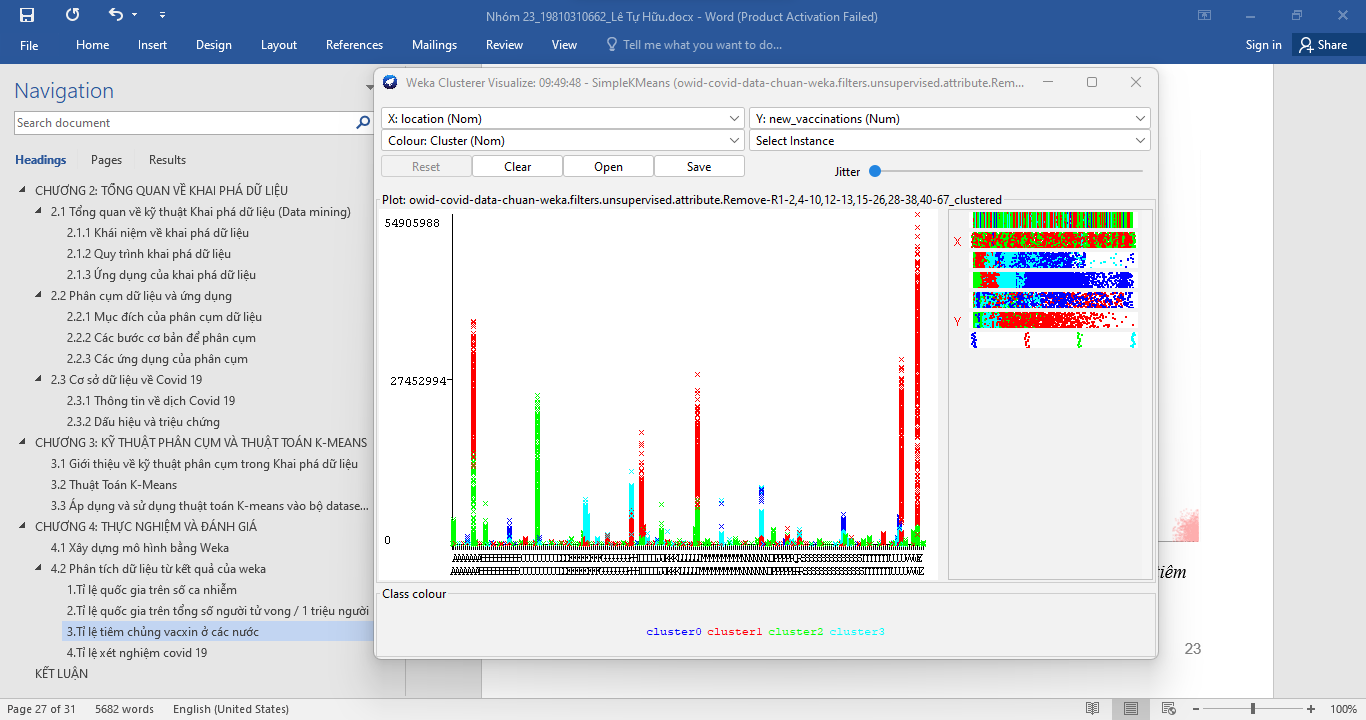 Nhóm 23_19810310662_Lê Tự Hữu.docx - Word (Product Activation Failed)
File Home Insert Design Layout References Mailings Review View Tell me what you want to do... Sign in Share
Navigation
Search document
Headings Pages Results
CHƯƠNG 2: TỔNG QUAN VỀ KHAI PHÁ DỮ LIỆU
2.1 Tổng quan về kỹ thuật Khai phá dữ liệu (Data mining)
2.1.1 Khái niệm về khai phá dữ liệu
2.1.2 Quy trình khai phá dữ liệu
2.1.3 Ứng dụng của khai phá dữ liệu
2.2 Phân cụm dữ liệu và ứng dụng
2.2.1 Mục đích của phân cụm dữ liệu
2.2.2 Các bước cơ bản để phân cụm
2.2.3 Các ứng dụng của phân cụm
2.3 Cơ sở dữ liệu về Covid 19
2.3.1 Thông tin về dịch Covid 19
2.3.2 Dấu hiệu và triệu chứng
CHƯƠNG 3: KỸ THUẬT PHÂN CỤM VÀ THUẬT TOÁN K-MEANS
3.1 Giới thiệu về kỹ thuật phân cụm trong Khai phá dữ liệu
3.2 Thuật Toán K-Means
3.3 Áp dụng và sử dụng thuật toán K-means vào bộ datase...
CHƯƠNG 4: THỰC NGHIỆM VÀ ĐÁNH GIÁ
4.1 Xây dựng mô hình bằng Weka
4.2 Phân tích dữ liệu từ kết quả của weka
1.Tỉ lệ quốc gia trên số ca nhiễm
2.Tỉ lệ quốc gia trên tổng số người tử vong / 1 triệu người
3.Tỉ lệ tiêm chủng vacxin ở các nước
4.Tỉ lệ xét nghiệm covid 19
KẾT LUẬN
Weka Clusterer Visualize: 09:49:48 - SimpleKMeans (owid-covid-data-chuan-weka.filters.unsupervised.attribute.Rem...
X: location (Nom) Y: new_vaccinations (Num)
Colour: Cluster (Nom) Select Instance
Reset Clear Open Save Jitter
Plot: owid-covid-data-chuan-weka.filters.unsupervised.attribute.Remove-R1-2,4-10,12-13,15-26,28-38,40-67_clustered
54905988
27452994
0
X
Y
Class colour
cluster0 cluster1 cluster2 cluster3
tiêm
23
Page 27 of 31 5682 words English (United States) 100%